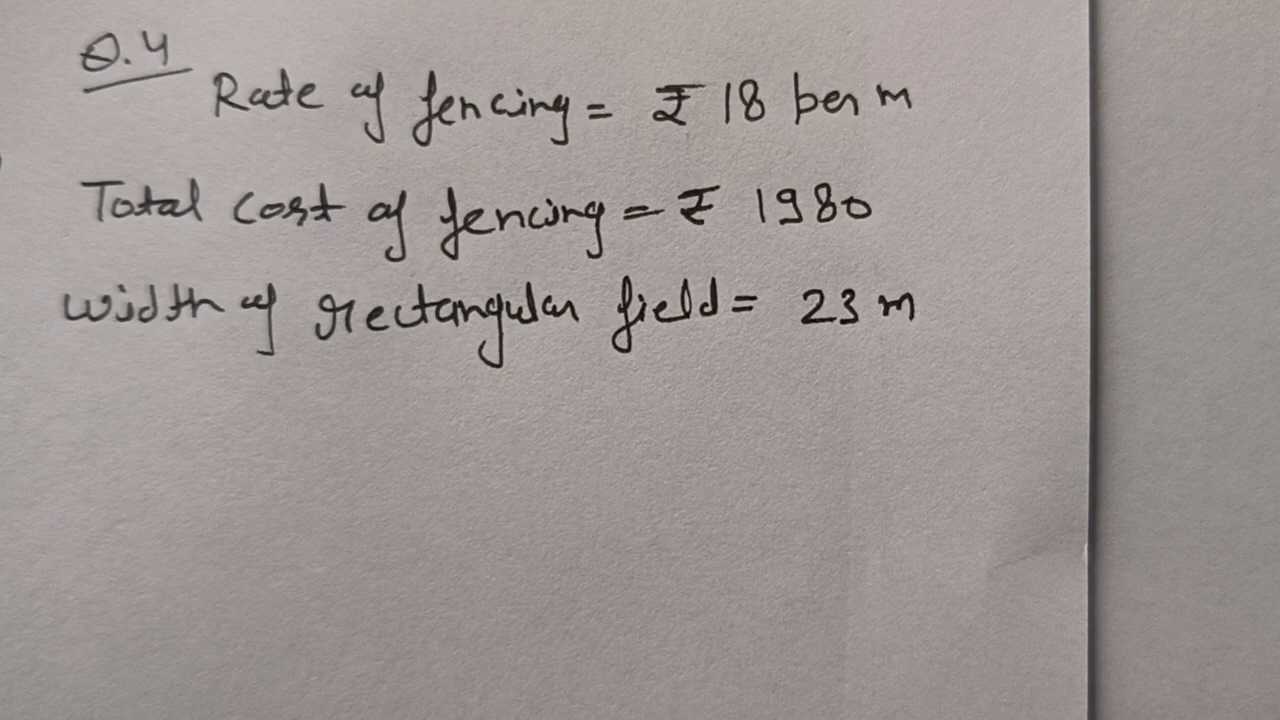 Q.4
Rate of fencing = ₹ 18 per m
Total cost of fencing = ₹ 1980
Width of rectangular field = 23 m